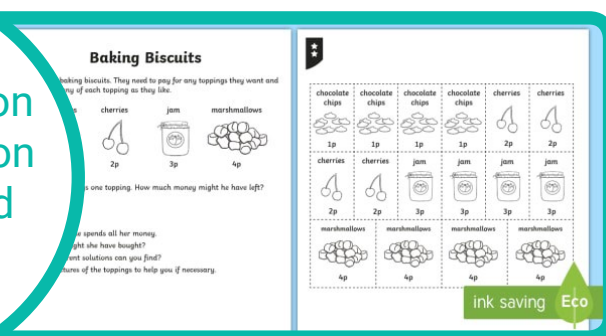 on
on
d
Baking Biscuits
baking biscuits. They need to pay for any toppings they want and
of each topping as they like.
cherries jam marshmallows
2p 3p 4p
one topping. How much money might he have left?
spends all her money.
she have bought?
solutions can you find?
of the toppings to help you if necessary.
chocolate chips chocolate chips chocolate chips chocolate chips cherries cherries
1p 1p 1p 1p 2p 2p
cherries cherries jam jam jam jam
2p 2p 3p 3p 3p 3p
marshmallows marshmallows marshmallows marshmallows
4p 4p 4p 4p
ink saving Eco